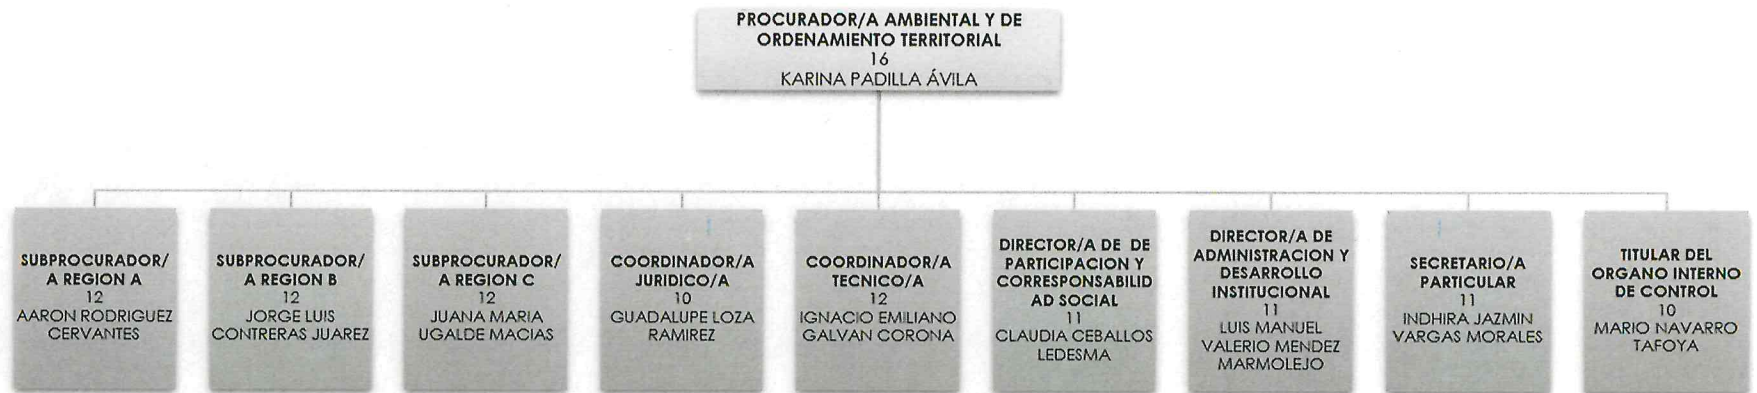 PROCURADOR/A AMBIENTAL Y DE
ORDENAMIENTO TERRITORIAL
16
KARINA PADILLA ÁVILA
SUBPROCURADOR/
A REGION A
12
AARON RODRIGUEZ
CERVANTES
SUBPROCURADOR/
A REGION B
12
JORGE LUIS
CONTRERAS JUAREZ
SUBPROCURADOR/
A REGION C
12
JUANA MARIA
UGALDE MACIAS
COORDINADOR/A
JURIDICO/A
10
GUADALUPE LOZA
RAMIREZ
COORDINADOR/A
TECNICO/A
12
IGNACIO EMILIANO
GALVAN CORONA
DIRECTOR/A DE DE
PARTICIPACION Y
CORRESPONSABILID
AD SOCIAL
11
CLAUDIA CEBALLOS
LEDESMA
DIRECTOR/A DE
ADMINISTRACION Y
DESARROLLO
INSTITUCIONAL
11
LUIS MANUEL
VALERIO MENDEZ
MARMOLEJO
SECRETARIO/A
PARTICULAR
11
INDHIRA JAZMIN
VARGAS MORALES
TITULAR DEL
ORGANO INTERNO
DE CONTROL
10
MARIO NAVARRO
TAFOYA